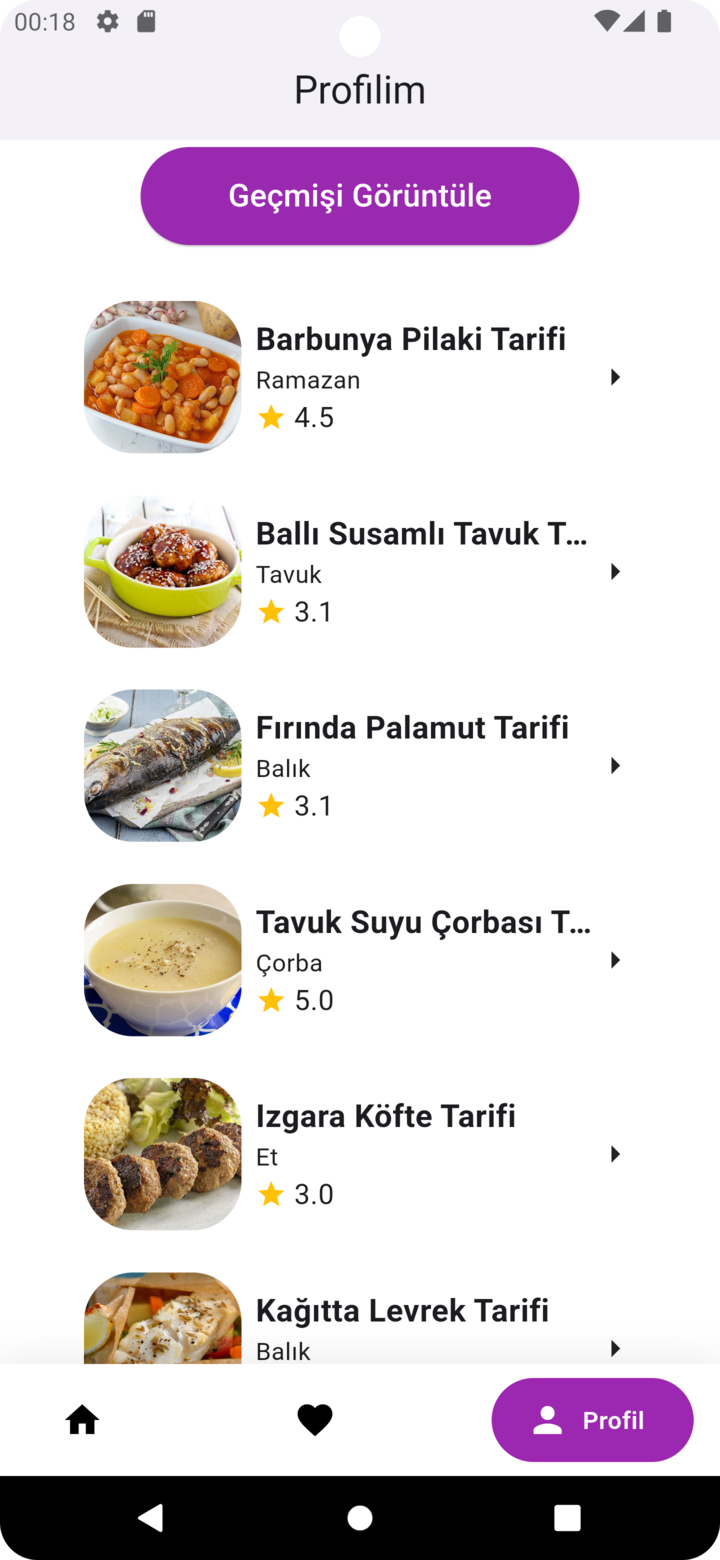 00:18
Profilim
Geçmişi Görüntüle
Barbunya Pilaki Tarifi
Ramazan
4.5
Ballı Susamlı Tavuk T...
Tavuk
3.1
Fırında Palamut Tarifi
Balık
3.1
Tavuk Suyu Çorbası T...
Çorba
5.0
Izgara Köfte Tarifi
Et
3.0
Kağıtta Levrek Tarifi
Balık
Profil